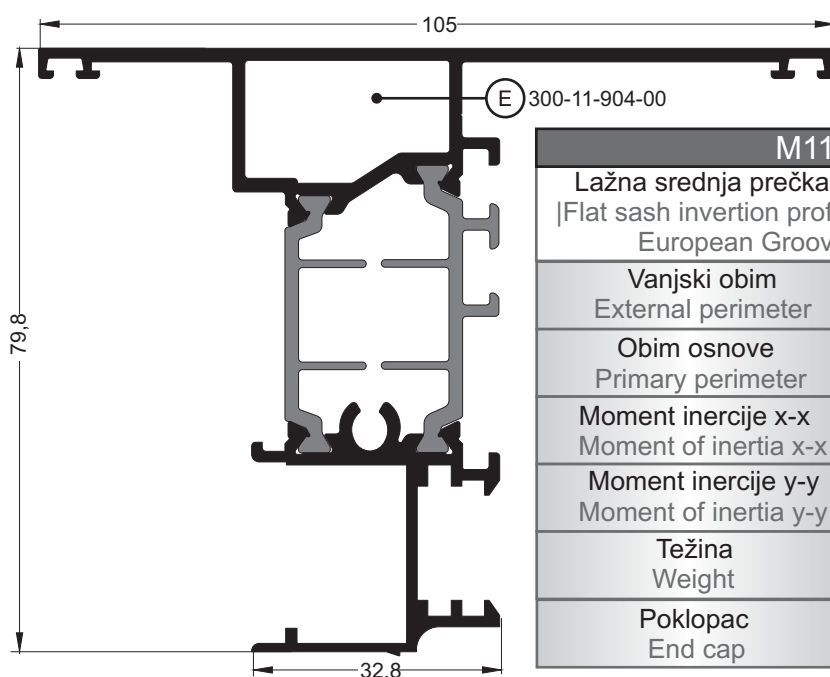 105
E 300-11-904-00
79,8
32,8
M11
Lažna srednja prečka
|Flat sash invertion prof
European Groov
Vanjski obim
External perimeter
Obim osnove
Primary perimeter
Moment inercije x-x
Moment of inertia x-x
Moment inercije y-y
Moment of inertia y-y
Težina
Weight
Poklopac
End cap